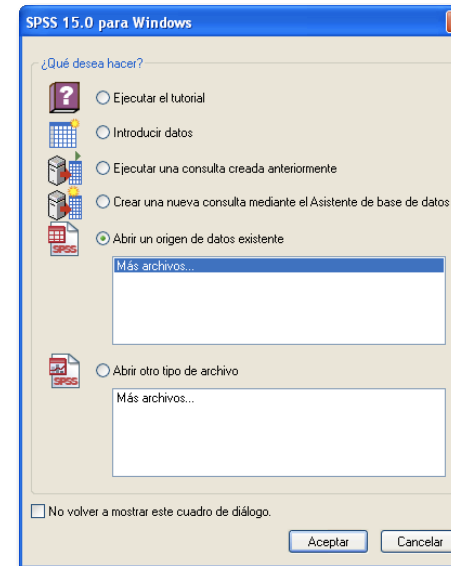 SPSS 15.0 para Windows
¿Qué desea hacer?
Ejecutar el tutorial
Introducir datos
Ejecutar una consulta creada anteriormente
Crear una nueva consulta mediante el Asistente de base de datos
SPSS
Abrir un origen de datos existente
Más archivos...
SPSS
Abrir otro tipo de archivo
Más archivos...
No volver a mostrar este cuadro de diálogo.
Aceptar
Cancelar